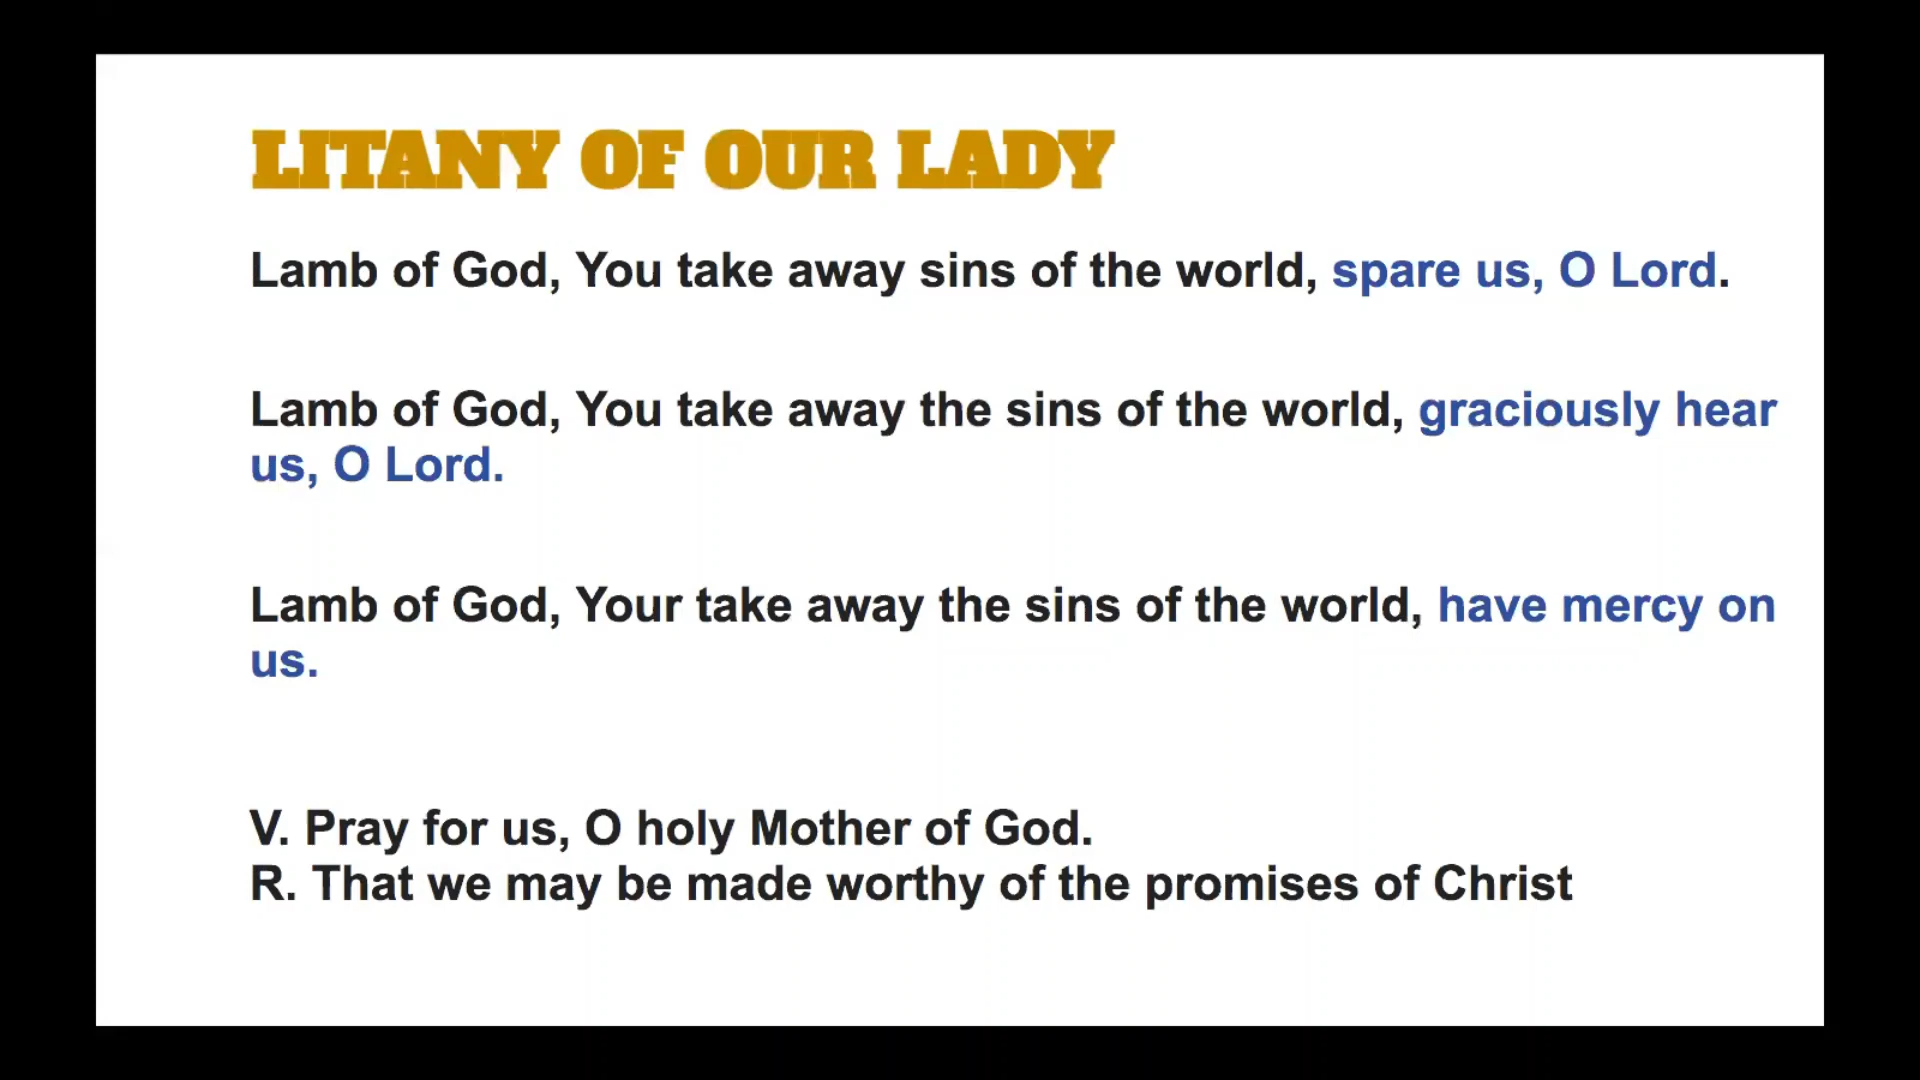 LITANY OF OUR LADY
Lamb of God, You take away sins of the world, spare us, O Lord.
Lamb of God, You take away the sins of the world, graciously hear
us, O Lord.
Lamb of God, Your take away the sins of the world, have mercy on
us.
V. Pray for us, O holy Mother of God.
R. That we may be made worthy of the promises of Christ